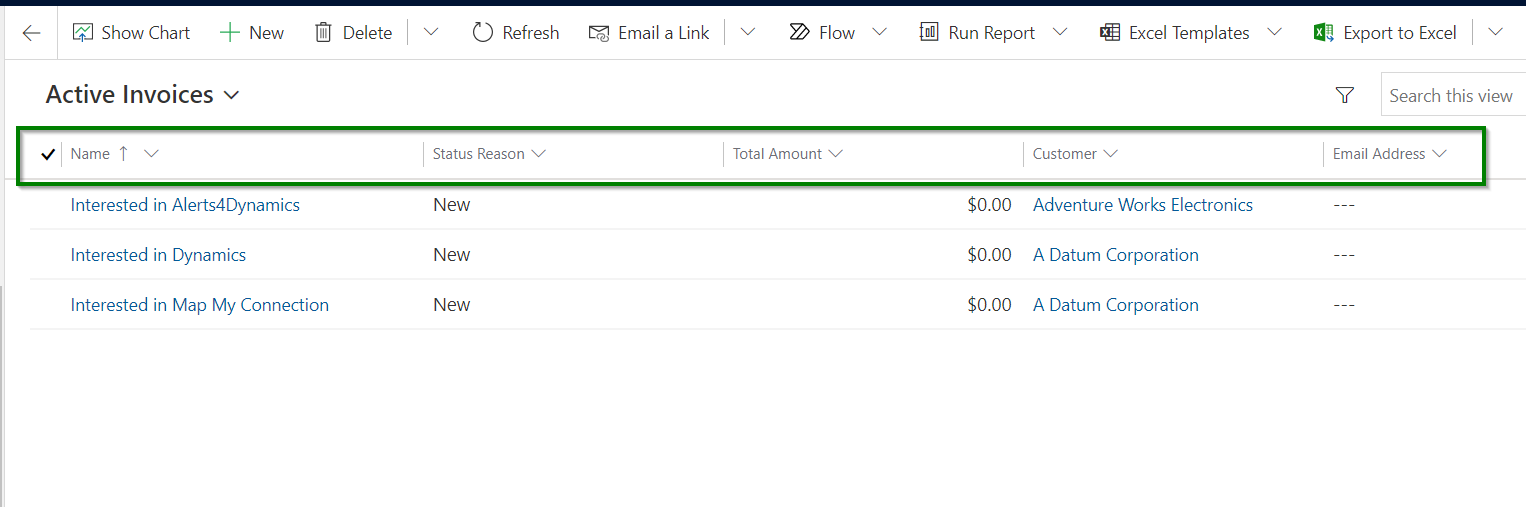 Show Chart New Delete Refresh Email a Link Flow Run Report Excel Templates Export to Excel
Active Invoices Search this view
Name Status Reason Total Amount Customer Email Address
Interested in Alerts4Dynamics New $0.00 Adventure Works Electronics ---
Interested in Dynamics New $0.00 A Datum Corporation ---
Interested in Map My Connection New $0.00 A Datum Corporation ---